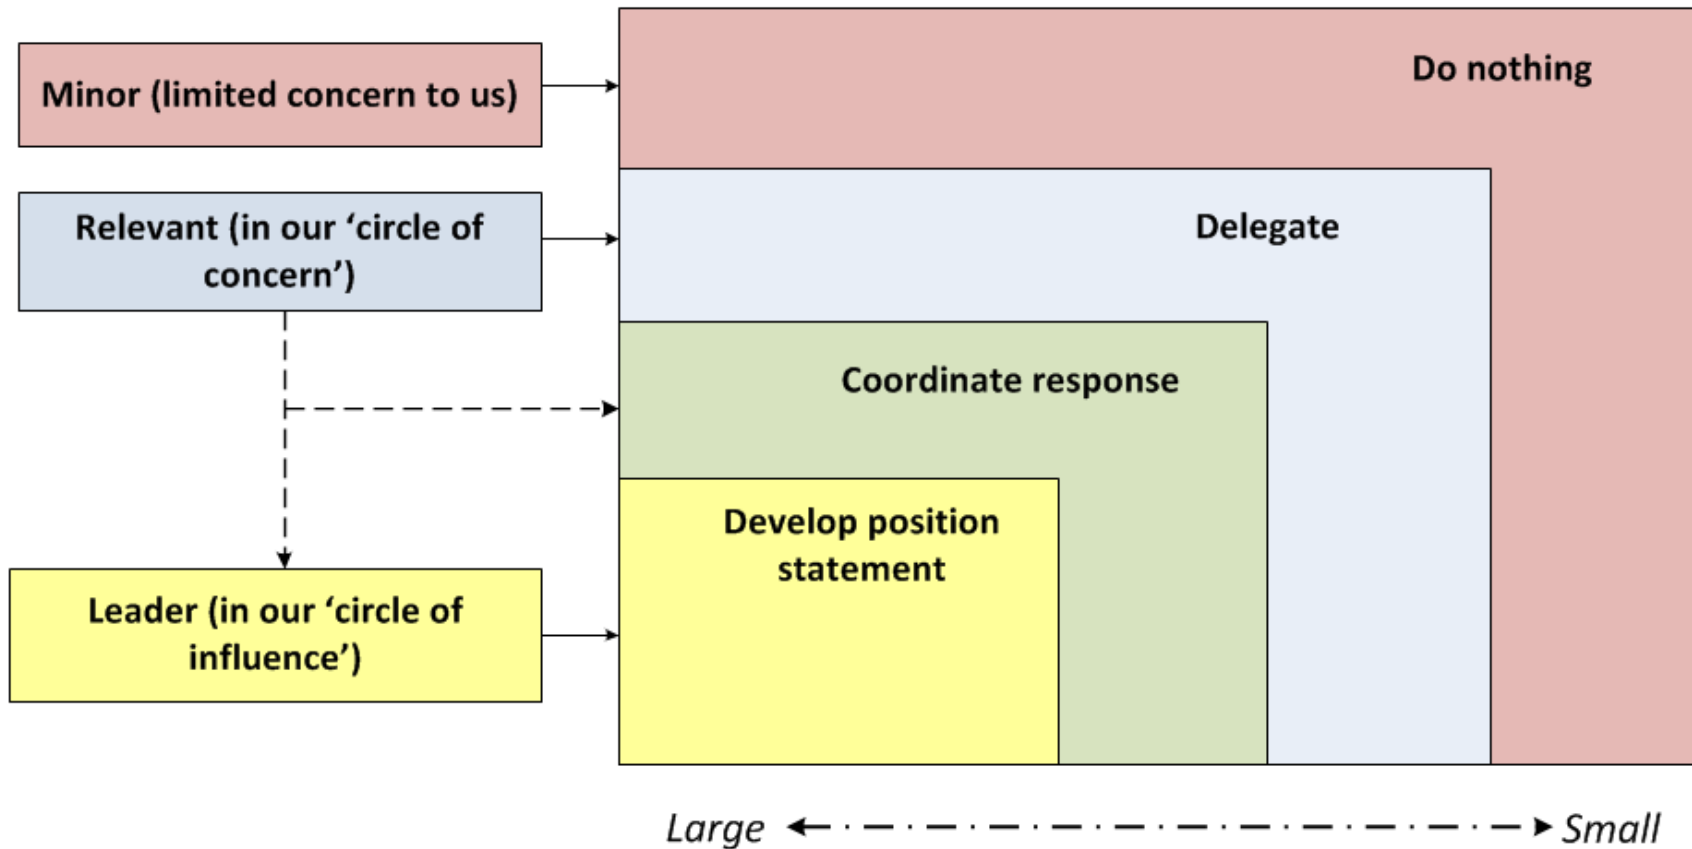 Minor (limited concern to us)
Do nothing
Relevant (in our ‘circle of
concern’)
Delegate
Coordinate response
Develop position
statement
Leader (in our ‘circle of
influence’)
Large
Small